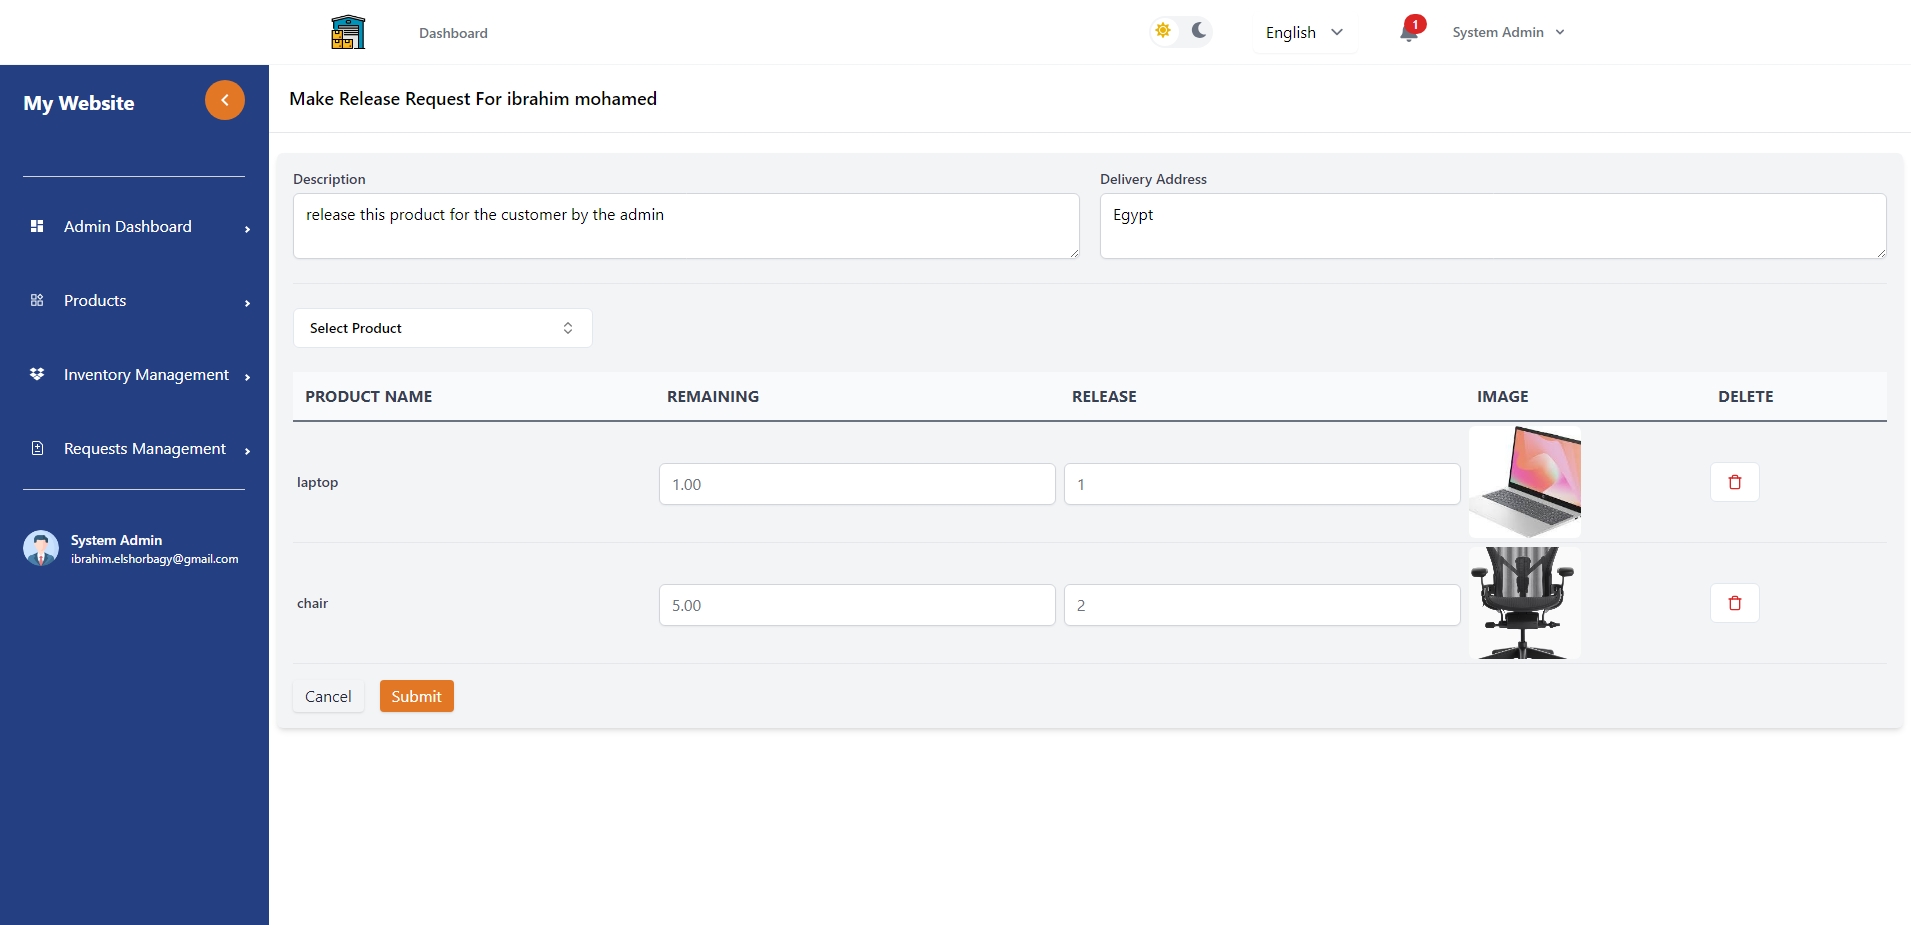 Dashboard
English
1
System Admin
My Website
Make Release Request For ibrahim mohamed
Admin Dashboard
Products
Inventory Management
Requests Management
System Admin
ibrahim.elshorbagy@gmail.com
Description
Delivery Address
release this product for the customer by the admin
Egypt
Select Product
PRODUCT NAME REMAINING RELEASE IMAGE DELETE
laptop 1.00 1
chair 5.00 2
Cancel Submit